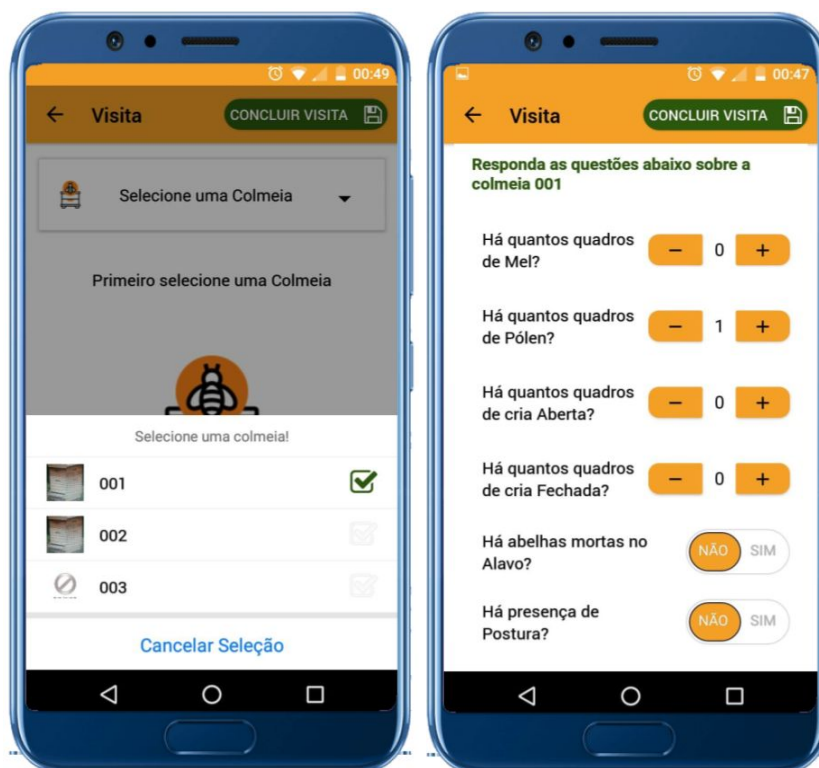 00:49
Visita
CONCLUIR VISITA
Selecione uma Colmeia
Primeiro selecione uma Colmeia
Selecione uma colmeia!
001
002
003
Cancelar Seleção
00:47
Visita
CONCLUIR VISITA
Responda as questões abaixo sobre a
colmeia 001
Há quantos quadros
de Mel?
− 0 +
Há quantos quadros
de Pólen?
− 1 +
Há quantos quadros
de cria Aberta?
− 0 +
Há quantos quadros
de cria Fechada?
− 0 +
Há abelhas mortas no
Alavo?
NÃO SIM
Há presença de
Postura?
NÃO SIM